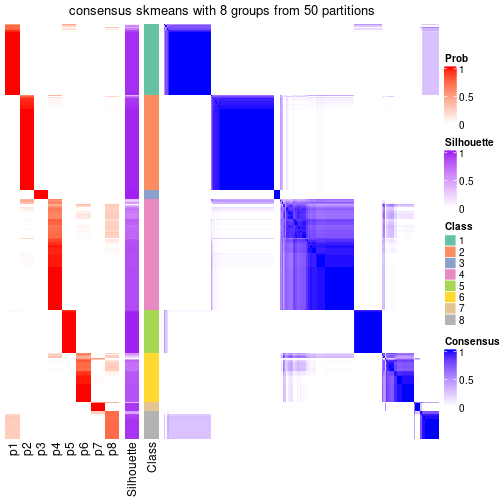 consensus skmeans with 8 groups from 50 partitions
Prob
1
0.5
0
Silhouette
1
0.5
0
Class
1
2
3
4
5
6
7
8
Consensus
1
0.5
0
p1
p2
p3
p4
p5
p6
p7
p8
Silhouette
Class